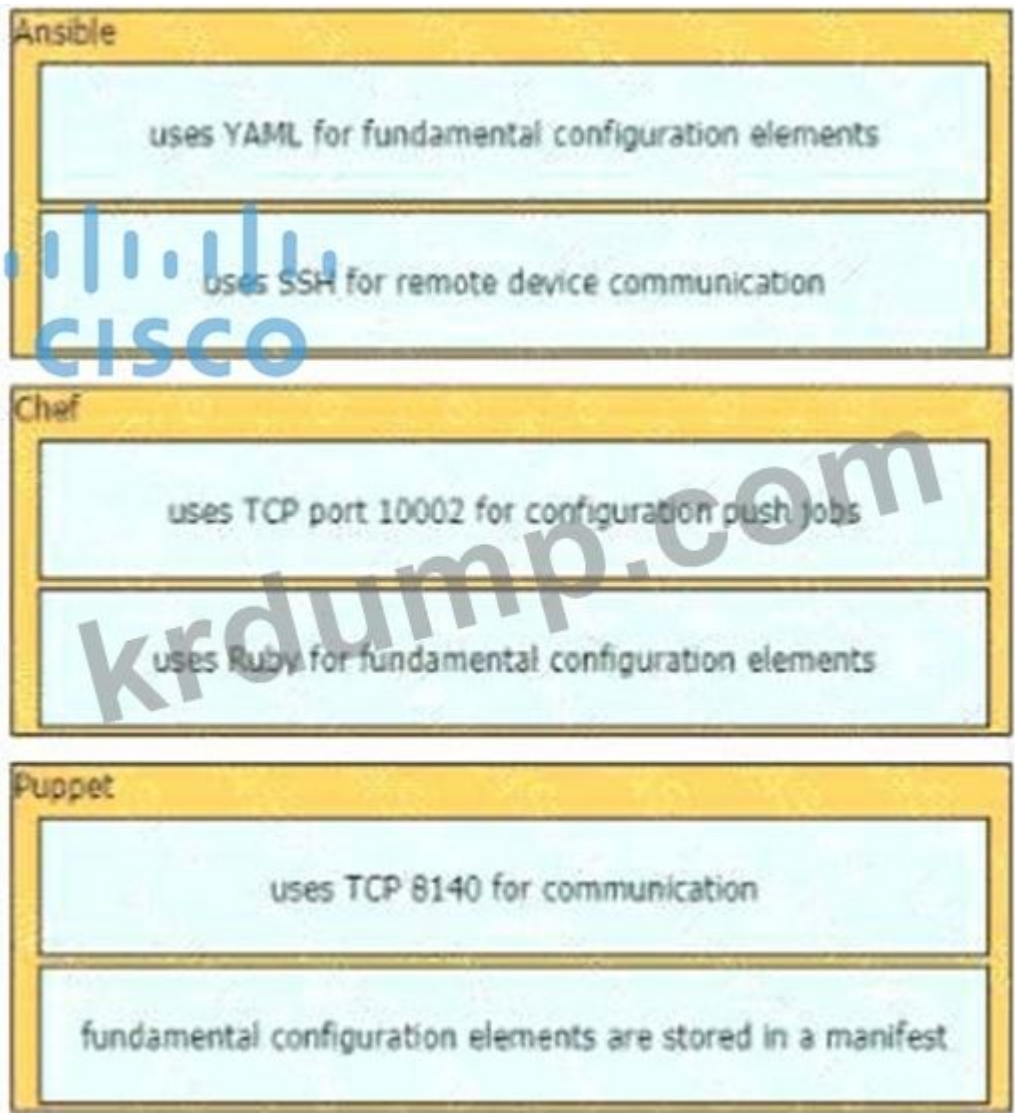 Ansible
uses YAML for fundamental configuration elements
uses SSH for remote device communication
CISCO
Chef
uses TCP port 10002 for configuration push jobs
krdump.com
uses Ruby for fundamental configuration elements
Puppet
uses TCP 8140 for communication
fundamental configuration elements are stored in a manifest